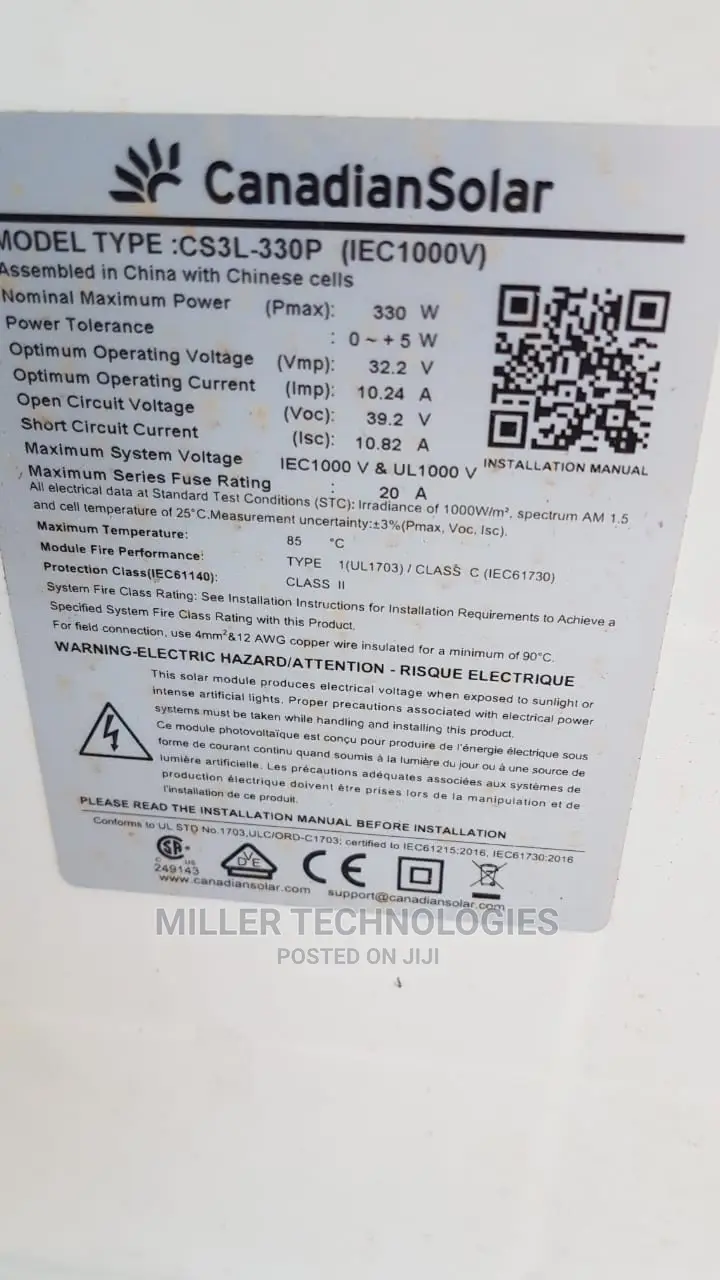 CanadianSolar
MODEL TYPE :CS3L-330P (IEC1000V)
Assembled in China with Chinese cells
Nominal Maximum Power (Pmax): 330 W
Power Tolerance : 0 ~ + 5 W
Optimum Operating Voltage (Vmp): 32.2 V
Optimum Operating Current (Imp): 10.24 A
Open Circuit Voltage (Voc): 39.2 V
Short Circuit Current (Isc): 10.82 A
Maximum System Voltage IEC1000 V & UL1000 V
Maximum Series Fuse Rating : 20 A
INSTALLATION MANUAL
All electrical data at Standard Test Conditions (STC): Irradiance of 1000W/m², spectrum AM 1.5
and cell temperature of 25°C.Measurement uncertainty:±3%(Pmax, Voc, Isc).
Maximum Temperature: 85 °C
Module Fire Performance: TYPE 1(UL1703) / CLASS C (IEC61730)
Protection Class(IEC61140): CLASS II
System Fire Class Rating: See Installation Instructions for Installation Requirements to Achieve a
Specified System Fire Class Rating with this Product.
For field connection, use 4mm²&12 AWG copper wire insulated for a minimum of 90°C.
WARNING-ELECTRIC HAZARD/ATTENTION - RISQUE ELECTRIQUE
This solar module produces electrical voltage when exposed to sunlight or
intense artificial lights. Proper precautions associated with electrical power
systems must be taken while handling and installing this product.
Ce module photovoltaïque est conçu pour produire de l'énergie électrique sous
forme de courant continu quand soumis à la lumière du jour ou à une source de
lumière artificielle. Les précautions adéquates associées aux systèmes de
production électrique doivent être prises lors de la manipulation et de
l'installation de ce produit.
PLEASE READ THE INSTALLATION MANUAL BEFORE INSTALLATION
Conforms to UL STD No.1703,ULC/ORD-C1703; certified to IEC61215:2016, IEC61730:2016
SA
C US
249143
DVE
CE
www.canadiansolar.com support@canadiansolar.com
MILLER TECHNOLOGIES
POSTED ON JIJI